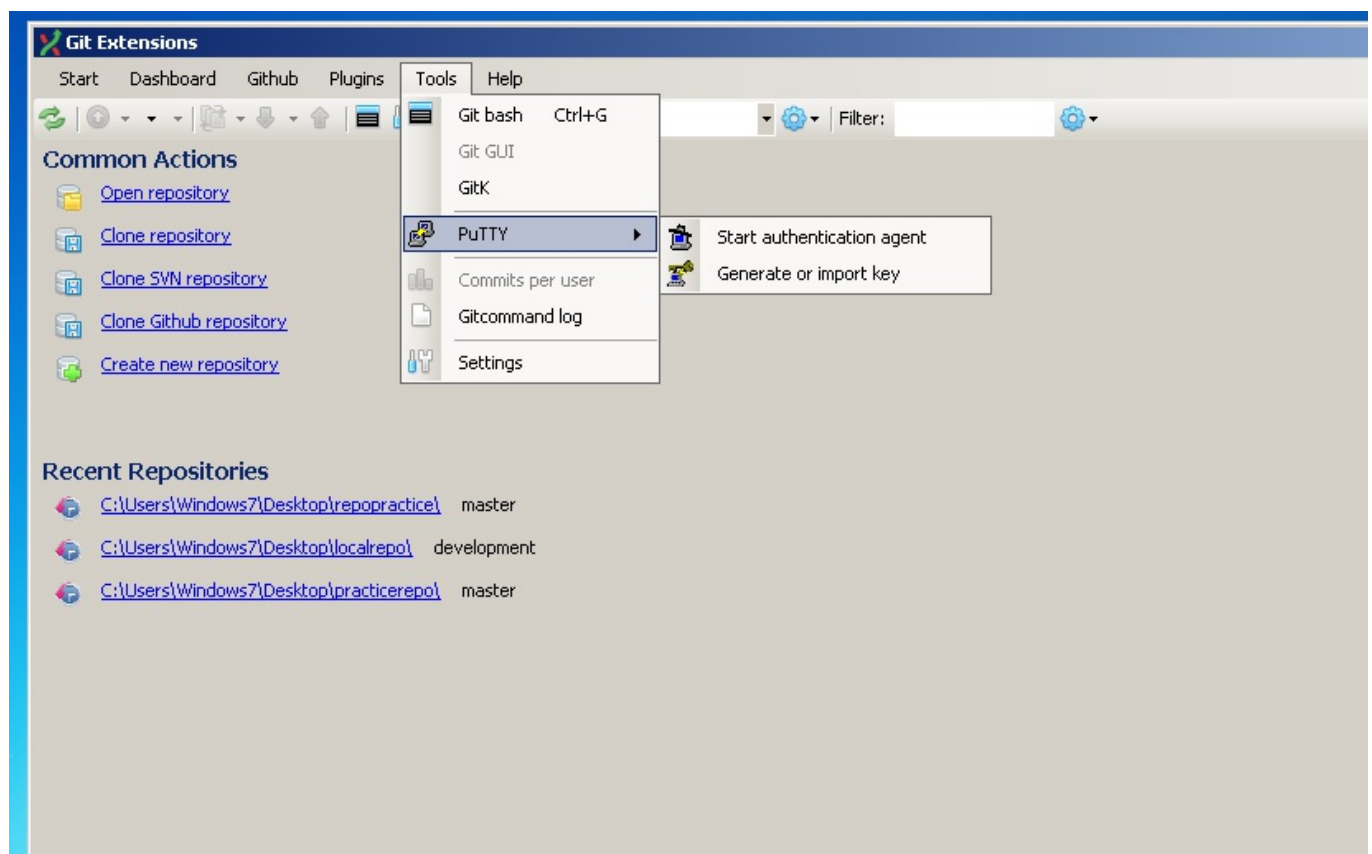 Git Extensions
Start Dashboard Github Plugins Tools Help
Filter:
Git bash Ctrl+G
Git GUI
GitK
PuTTY
Start authentication agent
Generate or import key
Commits per user
Gitcommand log
Settings
Common Actions
Open repository
Clone repository
Clone SVN repository
Clone Github repository
Create new repository
Recent Repositories
C:\Users\Windows7\Desktop\repopractice\ master
C:\Users\Windows7\Desktop\localrepo\ development
C:\Users\Windows7\Desktop\practicerepo\ master